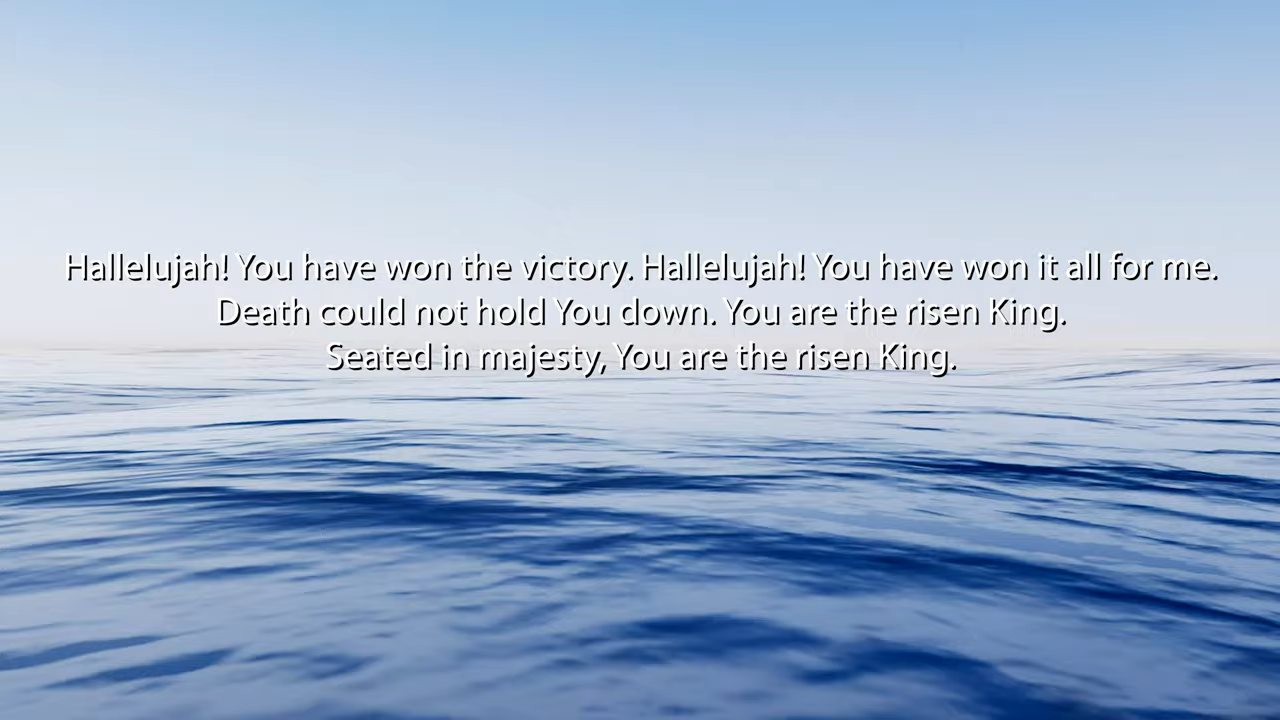 Hallelujah! You have won the victory. Hallelujah! You have won it all for me.
Death could not hold You down. You are the risen King.
Seated in majesty, You are the risen King.